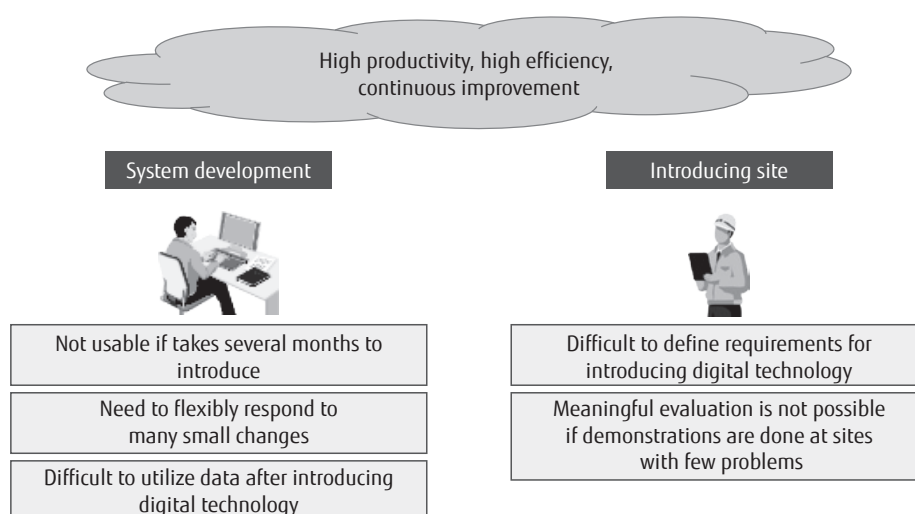 High productivity, high efficiency,
continuous improvement
System development
Introducing site
Not usable if takes several months to
introduce
Need to flexibly respond to
many small changes
Difficult to utilize data after introducing
digital technology
Difficult to define requirements for
introducing digital technology
Meaningful evaluation is not possible
if demonstrations are done at sites
with few problems